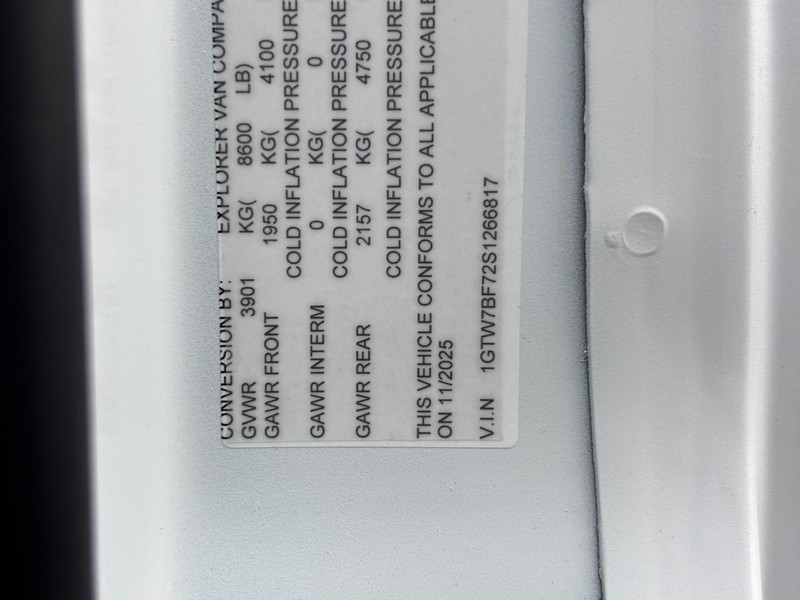 CONVERSION BY: EXPLORER VAN COMPA
GVWR 3901 KG( 8600 LB)
GAWR FRONT 1950 KG( 4100
COLD INFLATION PRESSURE
GAWR INTERM 0 KG( 0
COLD INFLATION PRESSURE
GAWR REAR 2157 KG( 4750
COLD INFLATION PRESSURE
THIS VEHICLE CONFORMS TO ALL APPLICABLE
ON 11/2025
V.I.N 1GTW7BF72S1266817